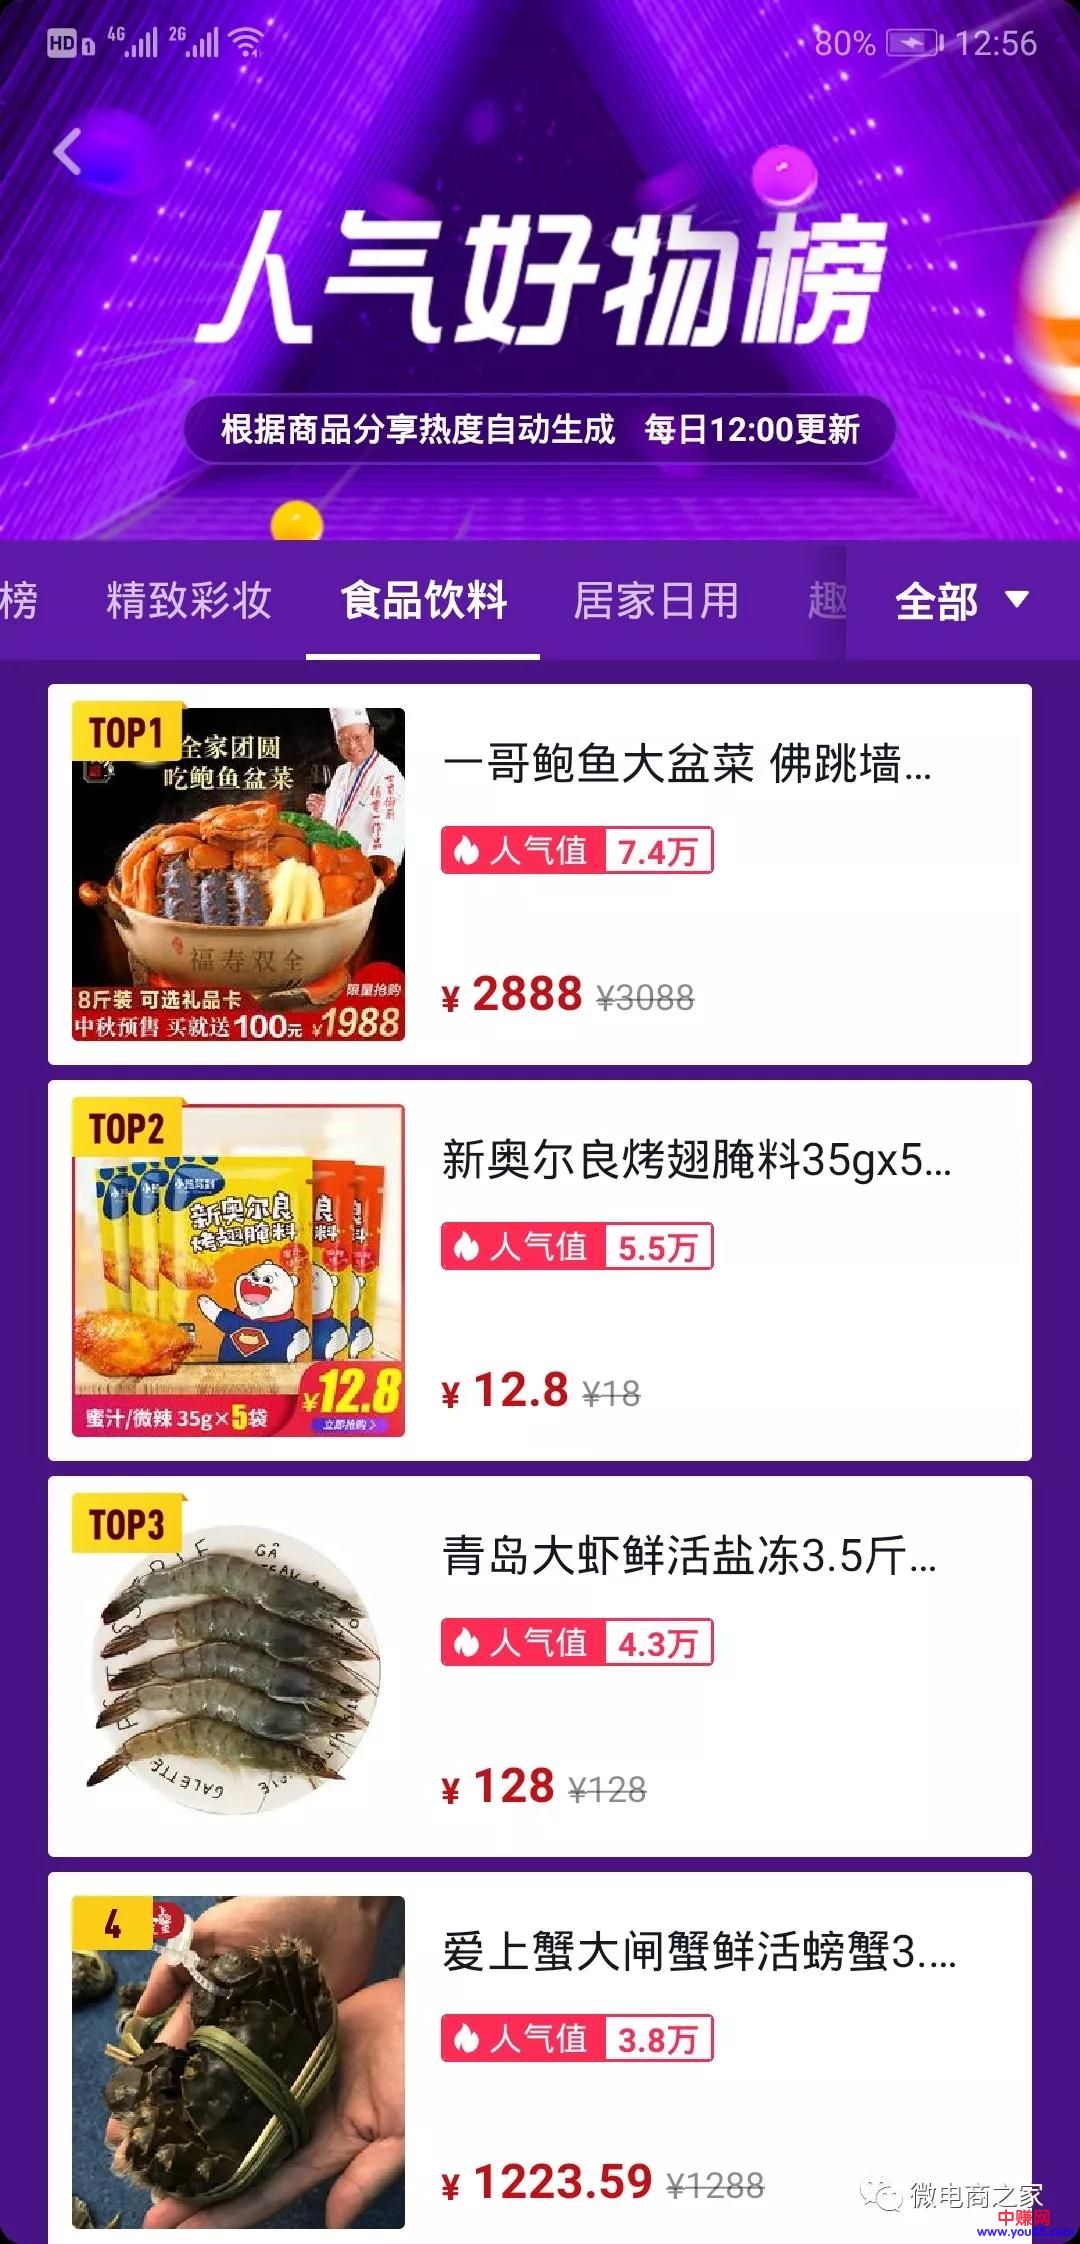 HD 1 4G 2G 80% 12:56
人气好物榜
根据商品分享热度自动生成 每日12:00更新
榜 精致彩妆 食品饮料 居家日用 趣 全部
TOP1
全家团圆
吃鲍鱼盆菜
福寿双全
8斤装 可选礼品卡
限量抢购
中秋预售 买就送100元 ¥1988
一哥鲍鱼大盆菜 佛跳墙...
人气值 7.4万
¥ 2888 ¥3088
TOP2
新奥尔良
烤翅腌料
¥12.8
蜜汁/微辣 35g×5袋
立即抢购 >
新奥尔良烤翅腌料35gx5...
人气值 5.5万
¥ 12.8 ¥18
TOP3
GALETTE
青岛大虾鲜活盐冻3.5斤...
人气值 4.3万
¥ 128 ¥128
4
爱上蟹大闸蟹鲜活螃蟹3....
人气值 3.8万
¥ 1223.59 ¥1288
微电商之家
中赚网
www.you85.com